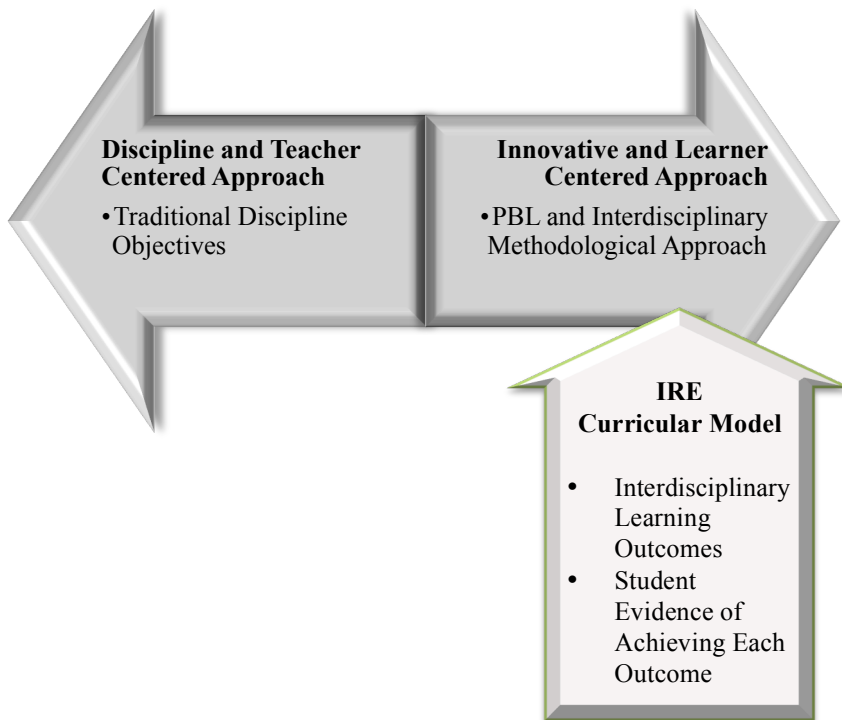 Discipline and Teacher
Centered Approach
•Traditional Discipline
Objectives
Innovative and Learner
Centered Approach
•PBL and Interdisciplinary
Methodological Approach
IRE
Curricular Model
• Interdisciplinary
Learning
Outcomes
• Student
Evidence of
Achieving Each
Outcome